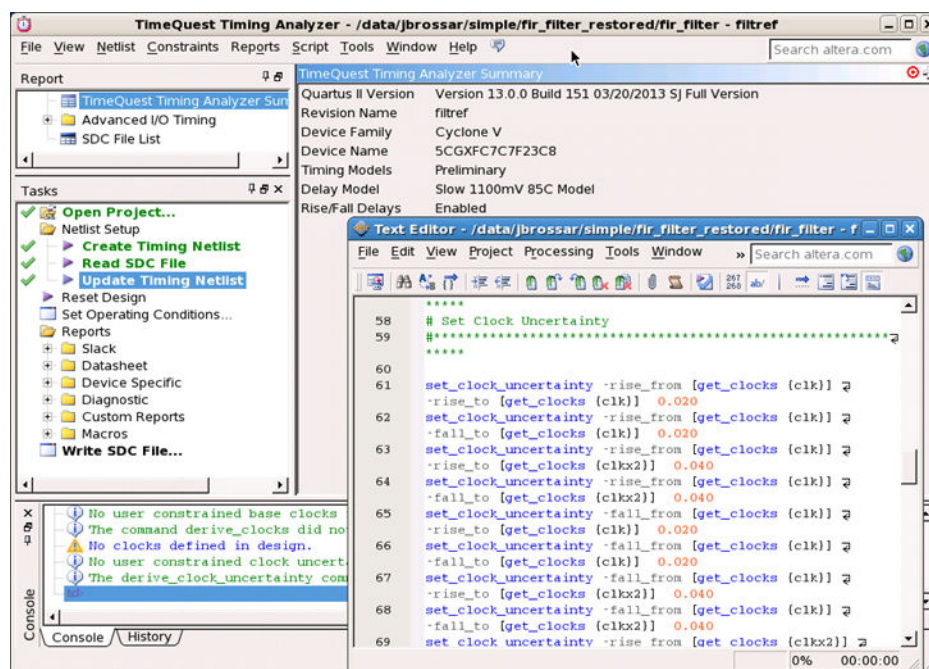 TimeQuest Timing Analyzer - /data/jbrossar/simple/fir_filter_restored/fir_filter - filtref
File View Netlist Constraints Reports Script Tools Window Help
Search altera.com
Report
TimeQuest Timing Analyzer Sum
Advanced I/O Timing
SDC File List
TimeQuest Timing Analyzer Summary
Quartus II Version Version 13.0.0 Build 151 03/20/2013 SJ Full Version
Revision Name filtref
Device Family Cyclone V
Device Name 5CGXFC7C7F23C8
Timing Models Preliminary
Delay Model Slow 1100mV 85C Model
Rise/Fall Delays Enabled
Tasks
Open Project...
Netlist Setup
Create Timing Netlist
Read SDC File
Update Timing Netlist
Reset Design
Set Operating Conditions...
Reports
Slack
Datasheet
Device Specific
Diagnostic
Custom Reports
Macros
Write SDC File...
Text Editor - /data/jbrossar/simple/fir_filter_restored/fir_filter - f
File Edit View Project Processing Tools Window »
Search altera.com
267
268
ab/
*****
58 # Set Clock Uncertainty
59 #**********************************************************
*****
60
61 set_clock_uncertainty -rise_from [get_clocks {clk}]
-rise_to [get_clocks {clk}] 0.020
62 set_clock_uncertainty -rise_from [get_clocks {clk}]
-fall_to [get_clocks {clk}] 0.020
63 set_clock_uncertainty -rise_from [get_clocks {clk}]
-rise_to [get_clocks {clkx2}] 0.040
64 set_clock_uncertainty -rise_from [get_clocks {clk}]
-fall_to [get_clocks {clkx2}] 0.040
65 set_clock_uncertainty -fall_from [get_clocks {clk}]
-rise_to [get_clocks {clk}] 0.020
66 set_clock_uncertainty -fall_from [get_clocks {clk}]
-fall_to [get_clocks {clk}] 0.020
67 set_clock_uncertainty -fall_from [get_clocks {clk}]
-rise_to [get_clocks {clkx2}] 0.040
68 set_clock_uncertainty -fall_from [get_clocks {clk}]
-fall_to [get_clocks {clkx2}] 0.040
69 set_clock_uncertainty -rise_from [get_clocks {clkx2}]
0% 00:00:00
No user constrained base clocks
The command derive_clocks did no
No clocks defined in design.
No user constrained clock uncert
The derive_clock_uncertainty com
tcl>
Console
Console History